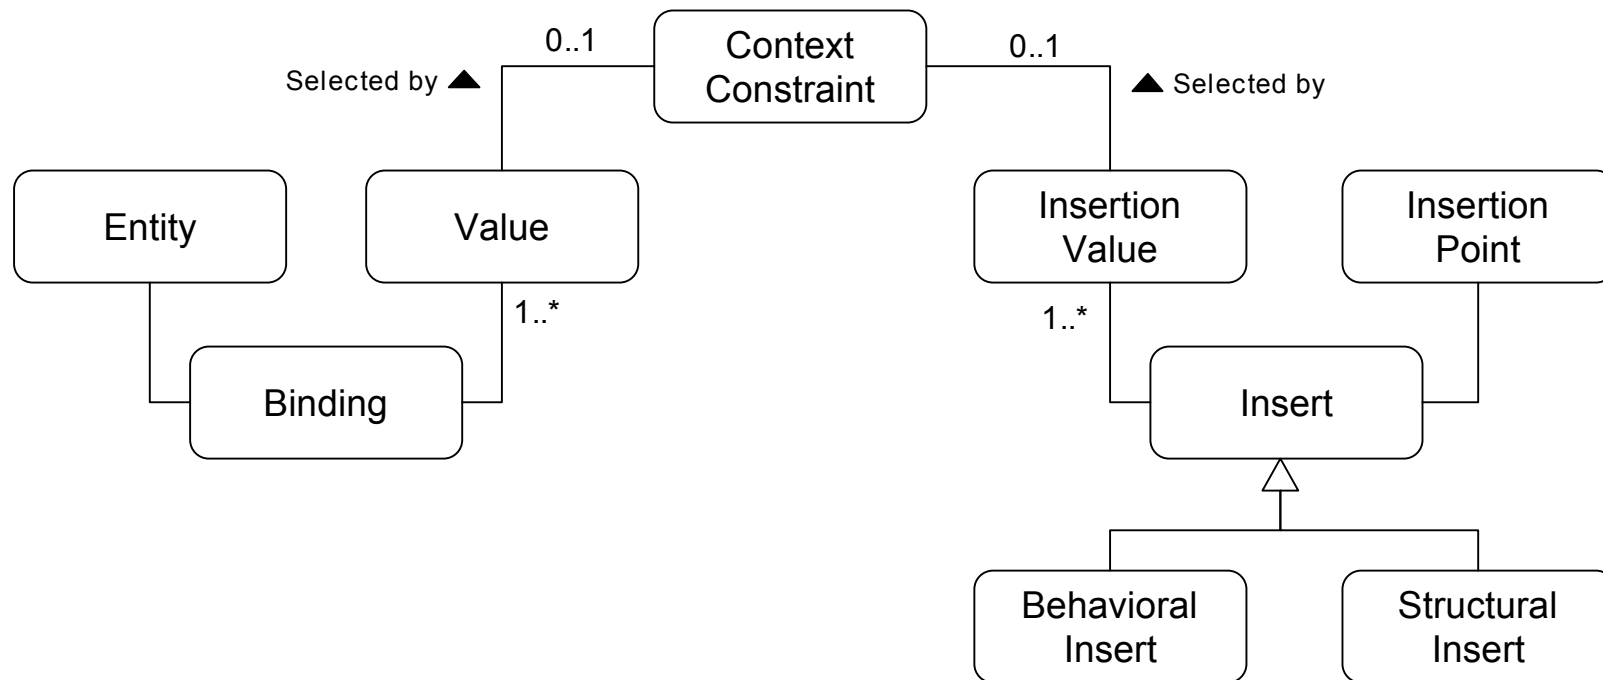 0..1
Context
Constraint
0..1
Selected by
Selected by
Entity
Value
Insertion
Value
Insertion
Point
1..*
1..*
Binding
Insert
Behavioral
Insert
Structural
Insert